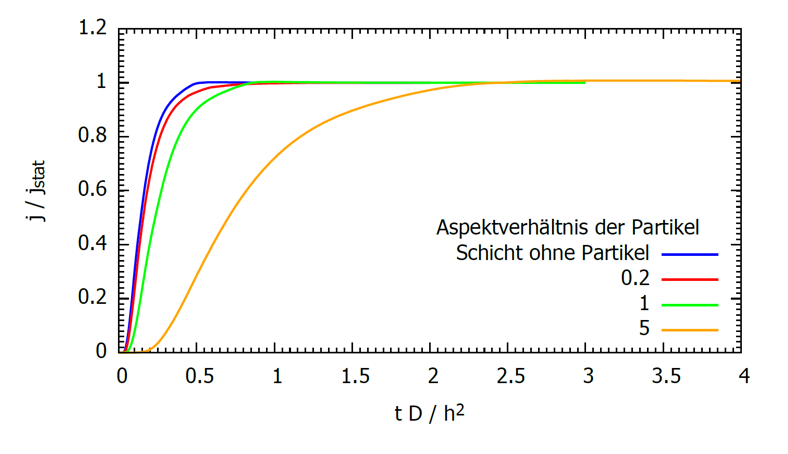 1.2
1
0.8
0.6
0.4
0.2
0
j / jstat
Aspektverhältnis der Partikel
Schicht ohne Partikel
0.2
1
5
0 0.5 1 1.5 2 2.5 3 3.5 4
t D / h²